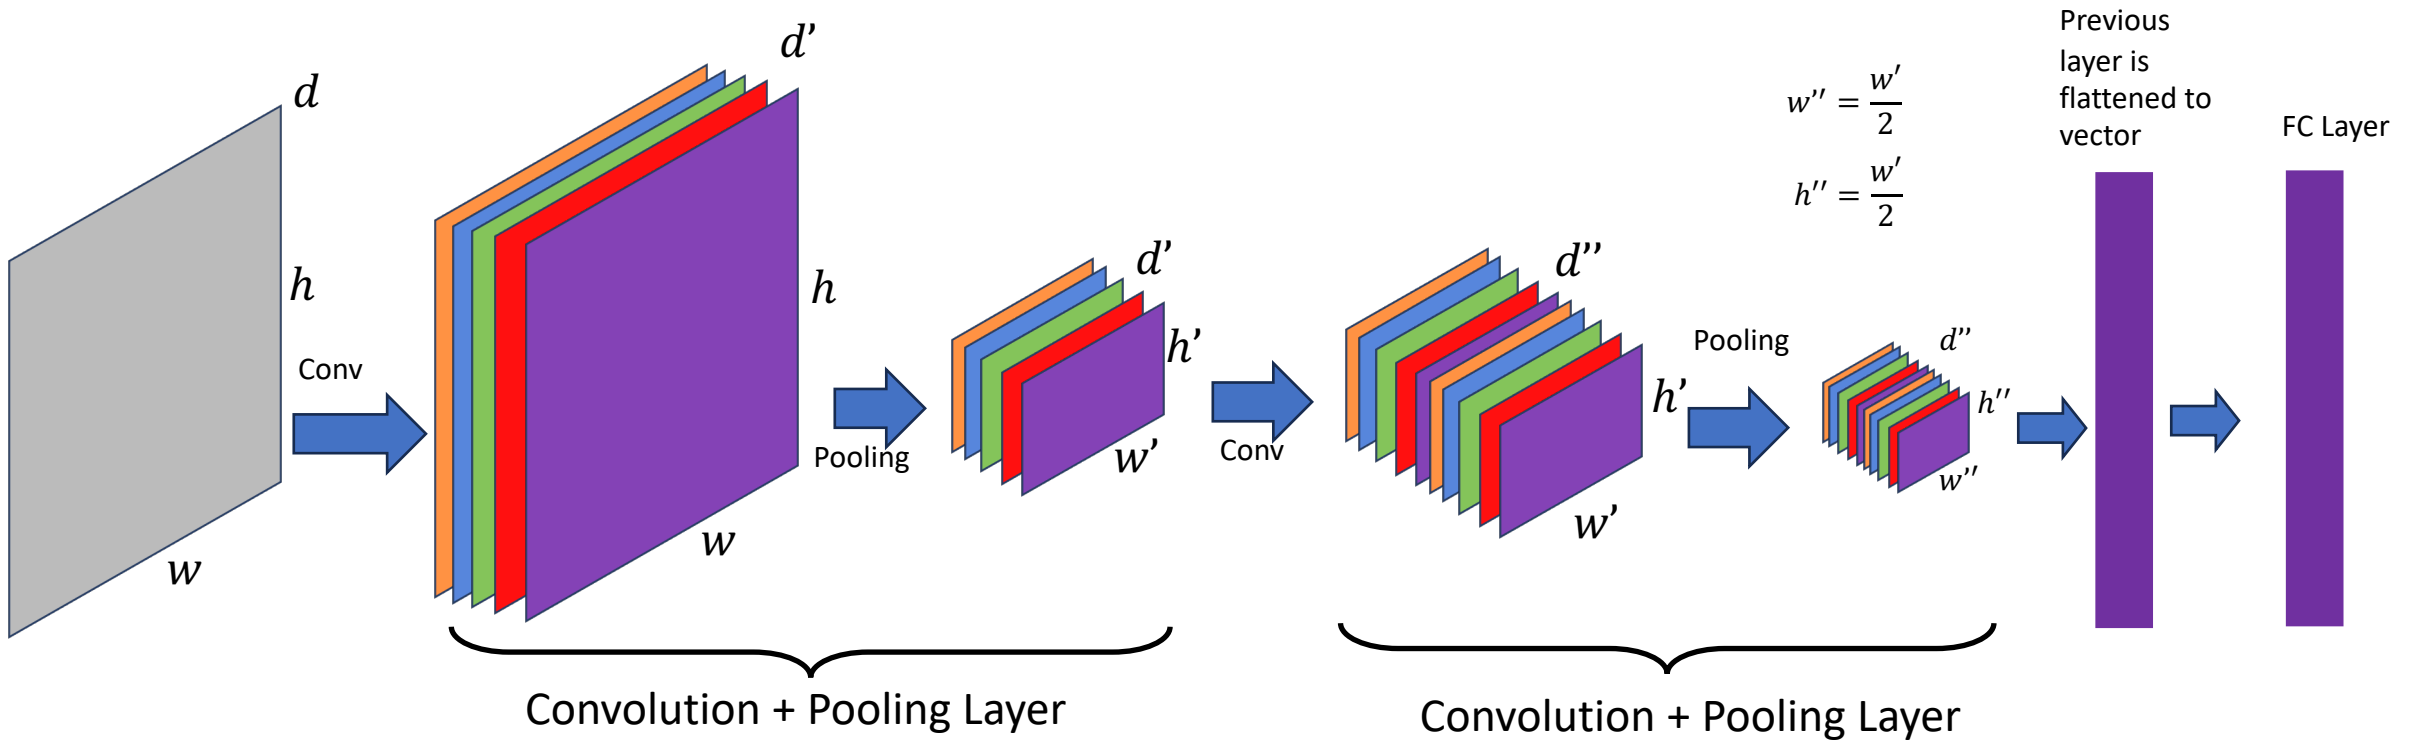 d
h
w
Conv
d’
h
w
Pooling
d’
h’
w’
Conv
d’’
h’
w’
Pooling
w′′ = w′/2
h′′ = w′/2
d′′
h′′
w′′
Previous
layer is
flattened to
vector
FC Layer
Convolution + Pooling Layer
Convolution + Pooling Layer